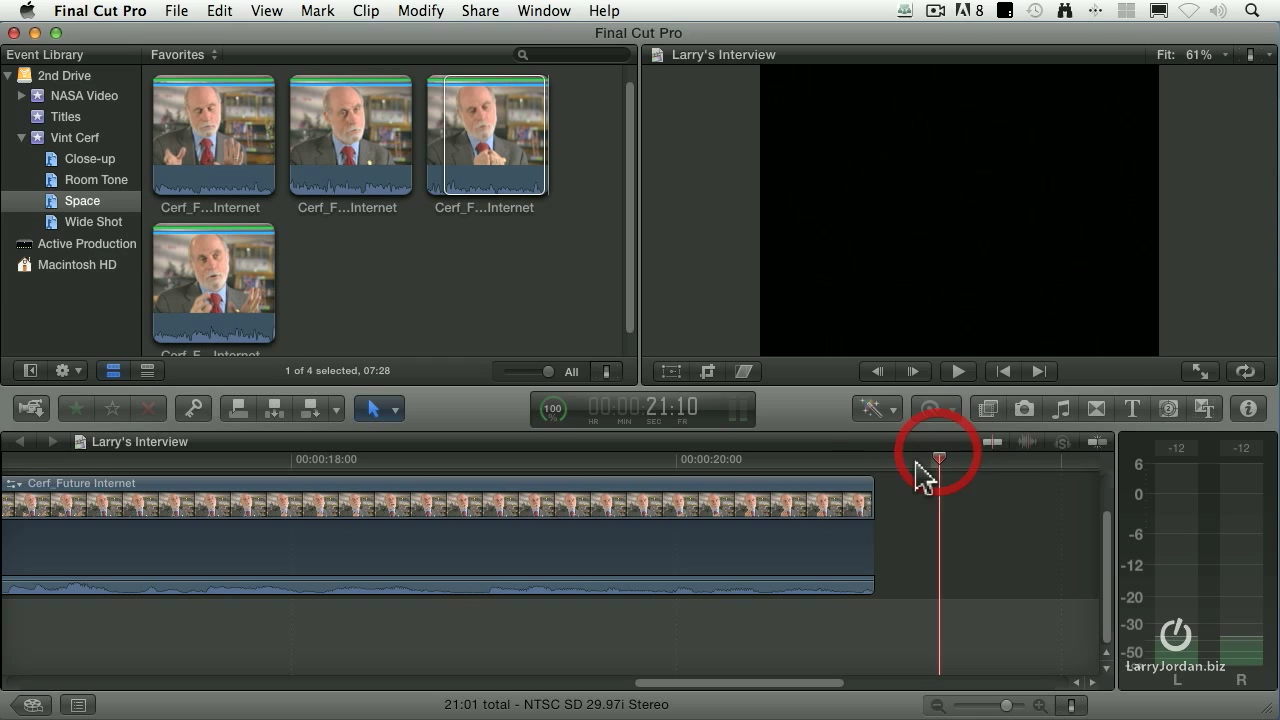 Final Cut Pro File Edit View Mark Clip Modify Share Window Help 8
Final Cut Pro
Event Library
Favorites
Larry's Interview
Fit: 61%
2nd Drive
NASA Video
Titles
Vint Cerf
Close-up
Room Tone
Space
Wide Shot
Active Production
Macintosh HD
Cerf_F...Internet
Cerf_F...Internet
Cerf_F...Internet
Cerf_F...Internet
1 of 4 selected, 07:28
All
100
%
00:00:21:10
HR MIN SEC FR
Larry's Interview
00:00:18:00
00:00:20:00
Cerf_Future Internet
-12 -12
6
0
-6
-12
-20
-30
-50
LarryJordan.biz
L R
21:01 total - NTSC SD 29.97i Stereo